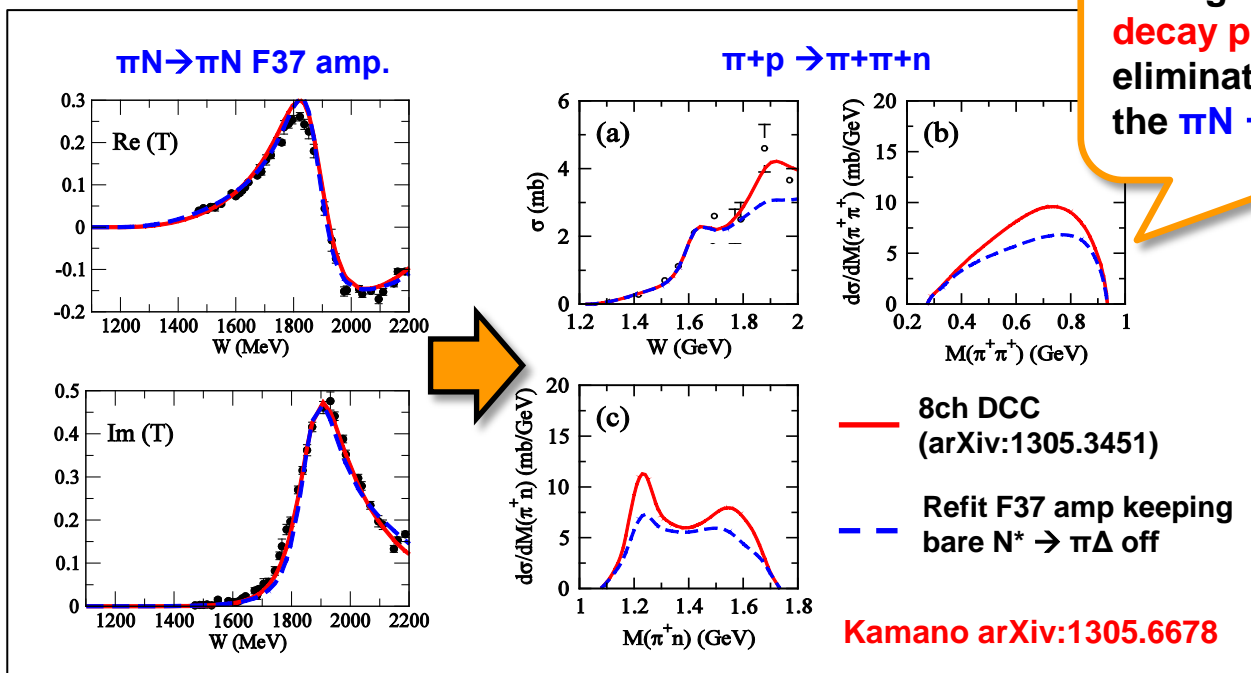 decay p
eliminat
the πN
πN→πN F37 amp.
π+p →π+π+n
0.3
0.2
0.1
0
-0.1
-0.2
Re (T)
1200 1400 1600 1800 2000 2200
W (MeV)
6
4
2
0
σ (mb)
(a)
1.2 1.4 1.6 1.8 2
W (GeV)
20
15
10
5
0
dσ/dM(π⁺π⁺) (mb/GeV)
(b)
0.2 0.4 0.6 0.8 1
M(π⁺π⁺) (GeV)
0.5
0.4
0.3
0.2
0.1
0
Im (T)
1200 1400 1600 1800 2000 2200
W (MeV)
20
15
10
5
0
dσ/dM(π⁺n) (mb/GeV)
(c)
1 1.2 1.4 1.6 1.8
M(π⁺n) (GeV)
8ch DCC
(arXiv:1305.3451)
Refit F37 amp keeping
bare N* → πΔ off
Kamano arXiv:1305.6678